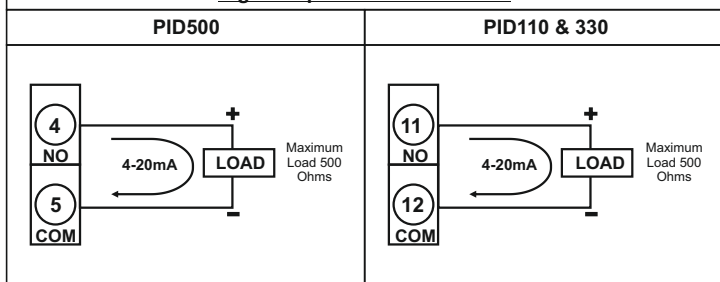 PID500
PID110 & 330
4
NO
5
COM
4-20mA
+
LOAD
–
Maximum
Load 500
Ohms
11
NO
12
COM
4-20mA
+
LOAD
–
Maximum
Load 500
Ohms